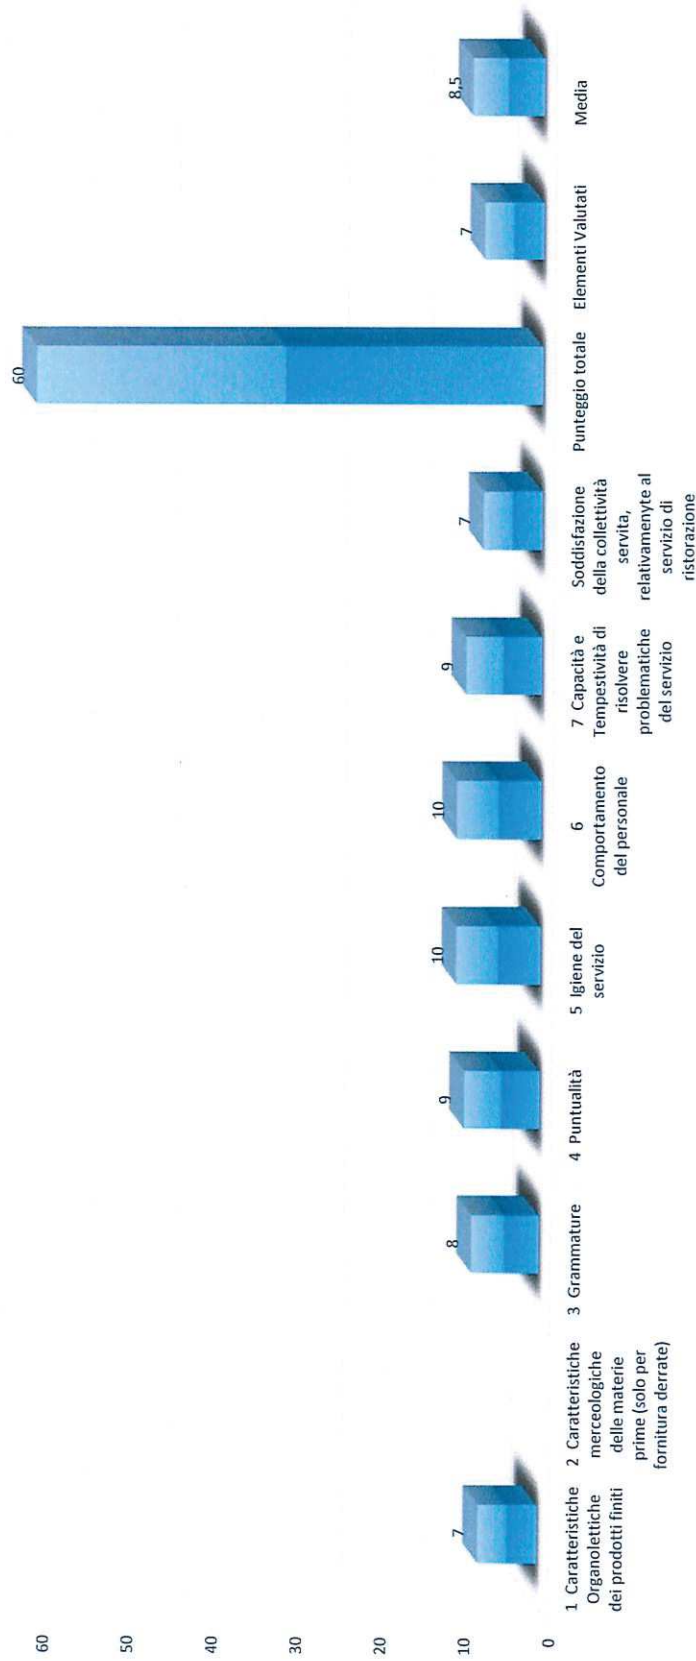 60
50
40
30
20
10
0
7
8
9
10
10
9
7
60
7
8,5
1 Caratteristiche
Organolettiche
dei prodotti finiti
2 Caratteristiche
merceologiche
delle materie
prime (solo per
fornitura derrate)
3 Grammature
4 Puntualità
5 Igiene del
servizio
6
Comportamento
del personale
7 Capacità e
Tempestività di
risolvere
problematiche
del servizio
Soddisfazione
della collettività
servita,
relativamenyte al
servizio di
ristorazione
Punteggio totale
Elementi Valutati
Media